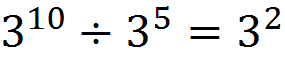 3¹⁰ ÷ 3⁵ = 3²